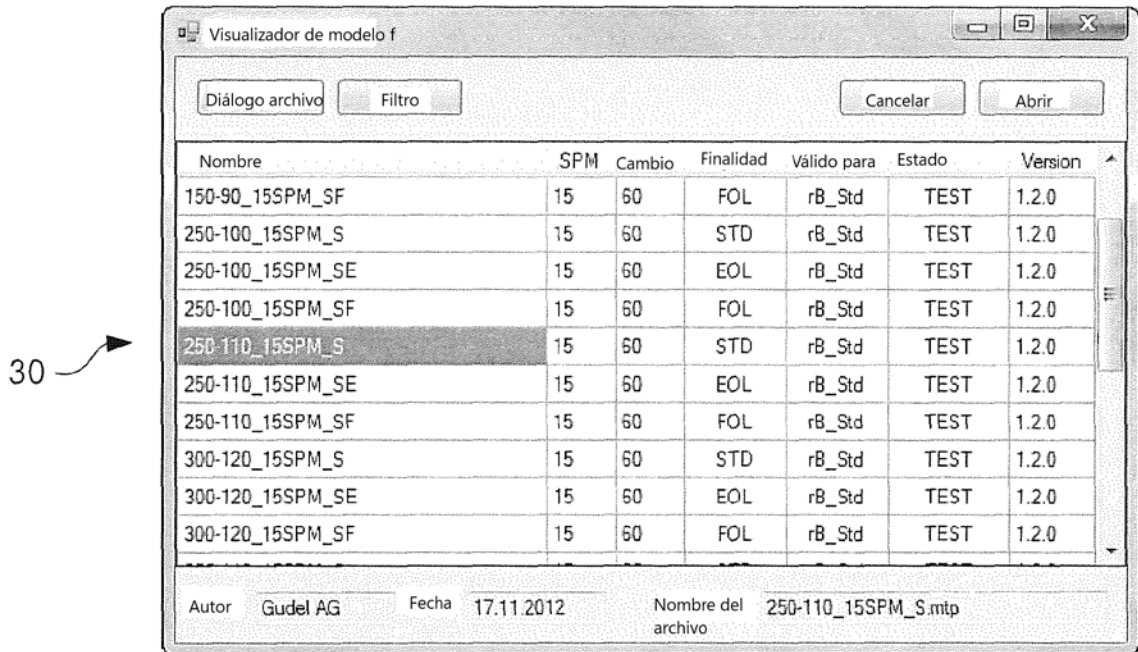 Visualizador de modelo f
Diálogo archivo Filtro Cancelar Abrir
Nombre SPM Cambio Finalidad Válido para Estado Version
150-90_15SPM_SF 15 60 FOL rB_Std TEST 1.2.0
250-100_15SPM_S 15 60 STD rB_Std TEST 1.2.0
250-100_15SPM_SE 15 60 EOL rB_Std TEST 1.2.0
250-100_15SPM_SF 15 60 FOL rB_Std TEST 1.2.0
30
250-110_15SPM_S 15 60 STD rB_Std TEST 1.2.0
250-110_15SPM_SE 15 60 EOL rB_Std TEST 1.2.0
250-110_15SPM_SF 15 60 FOL rB_Std TEST 1.2.0
300-120_15SPM_S 15 60 STD rB_Std TEST 1.2.0
300-120_15SPM_SE 15 60 EOL rB_Std TEST 1.2.0
300-120_15SPM_SF 15 60 FOL rB_Std TEST 1.2.0
Autor Gudel AG Fecha 17.11.2012 Nombre del archivo 250-110_15SPM_S.mtp